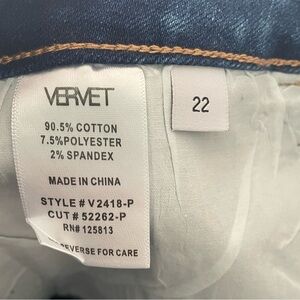 VERVET
22
90.5% COTTON
7.5%POLYESTER
2% SPANDEX
MADE IN CHINA
STYLE # V2418-P
CUT # 52262-P
RN# 125813
REVERSE FOR CARE